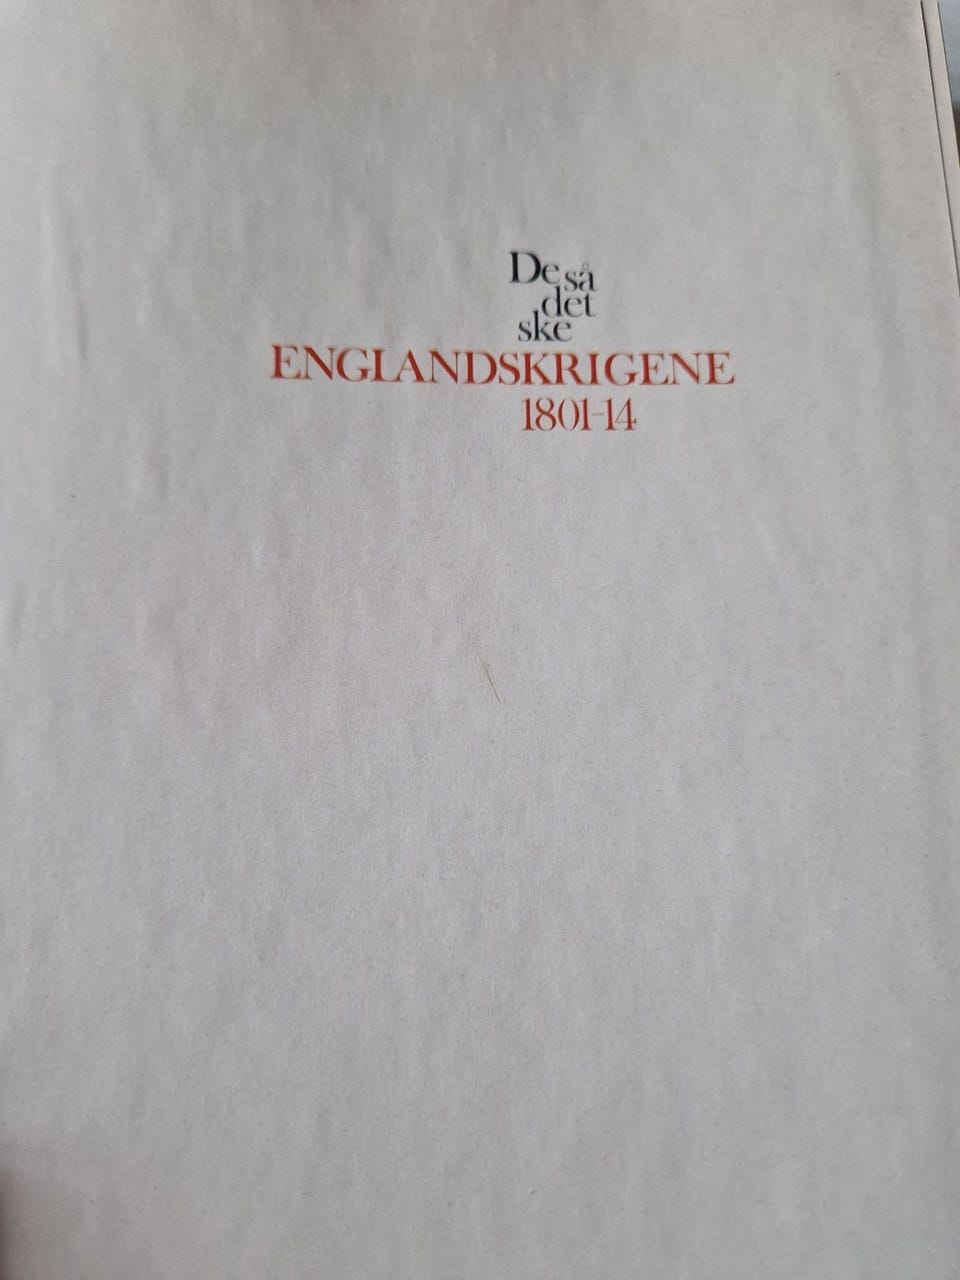 De så
det
ske
ENGLANDSKRIGENE
1801-14